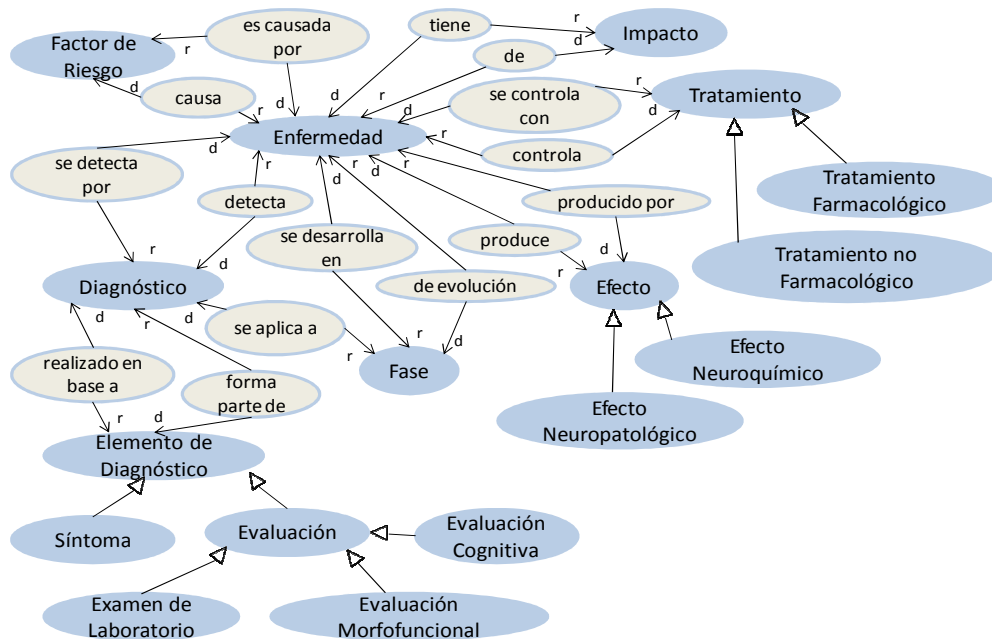 tiene
r
Impacto
d
es causada
por
r
d
Factor de
Riesgo
d
causa
r
d
de
r
d
se controla
con
r
d
Tratamiento
d
Enfermedad
r
controla
d
se detecta
por
r
detecta
r
d
d
r
d
r
r
producido por
d
Tratamiento
Farmacológico
Tratamiento no
Farmacológico
se desarrolla
en
r
produce
r
Diagnóstico
d
r
d
se aplica a
r
de evolución
d
Efecto
Fase
realizado en
base a
r
forma
parte de
d
Efecto
Neuroquímico
Efecto
Neuropatológico
Elemento de
Diagnóstico
Síntoma
Evaluación
Evaluación
Cognitiva
Examen de
Laboratorio
Evaluación
Morfofuncional